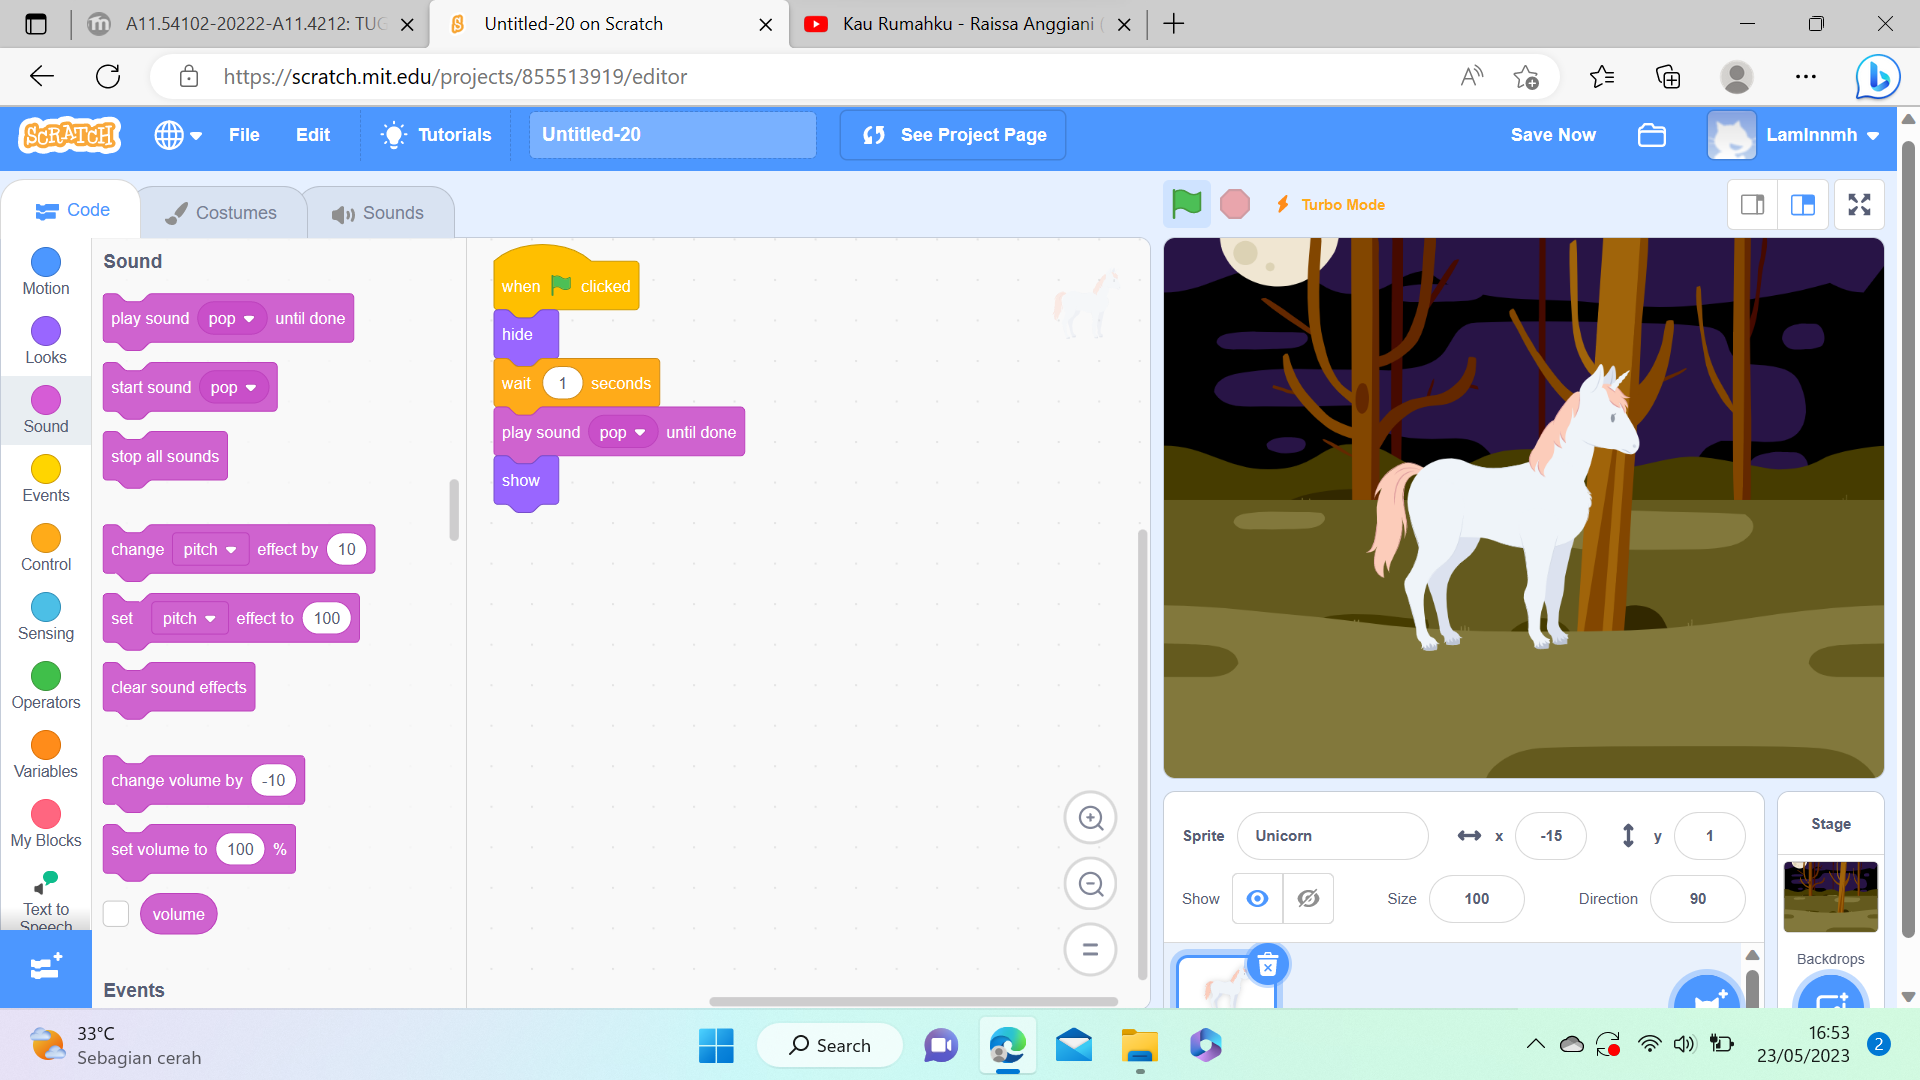 A11.54102-20222-A11.4212: TUG
Untitled-20 on Scratch
Kau Rumahku - Raissa Anggiani (
https://scratch.mit.edu/projects/855513919/editor
SCRATCH
File
Edit
Tutorials
Untitled-20
See Project Page
Save Now
LamInnmh
Code
Costumes
Sounds
Turbo Mode
Motion
Looks
Sound
Events
Control
Sensing
Operators
Variables
My Blocks
Text to
Speech
Sound
play sound pop until done
start sound pop
stop all sounds
change pitch effect by 10
set pitch effect to 100
clear sound effects
change volume by -10
set volume to 100 %
volume
Events
when clicked
hide
wait 1 seconds
play sound pop until done
show
Sprite Unicorn x -15 y 1
Show Size 100 Direction 90
Stage
Backdrops
33°C
Sebagian cerah
Search
16:53
23/05/2023
2